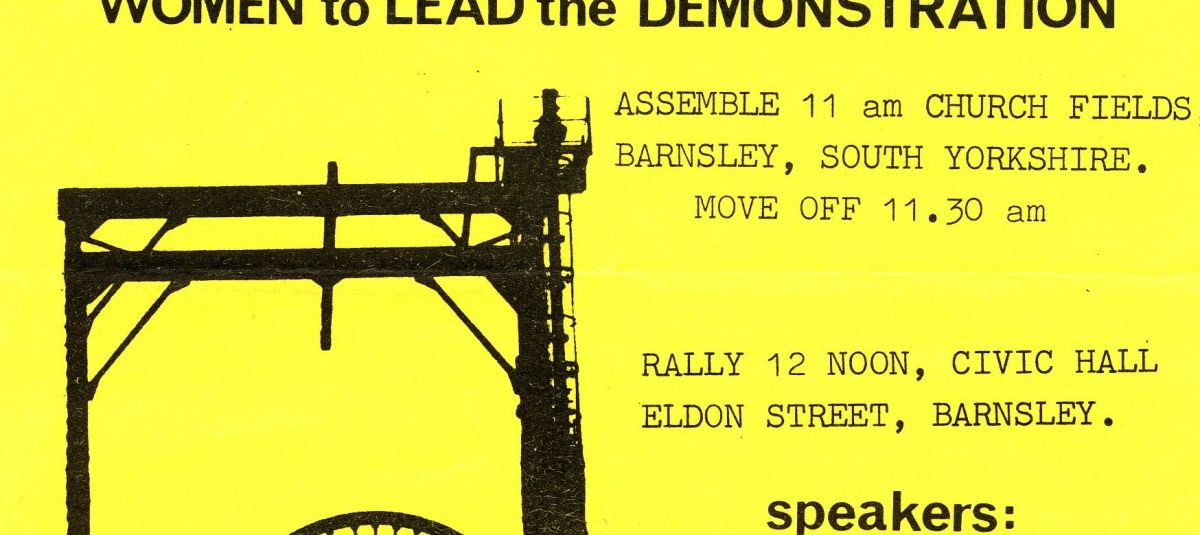 WOMEN to LEAD the DEMONSTRATION
ASSEMBLE 11 am CHURCH FIELDS
BARNSLEY, SOUTH YORKSHIRE.
MOVE OFF 11.30 am
RALLY 12 NOON, CIVIC HALL
ELDON STREET, BARNSLEY.
speakers: